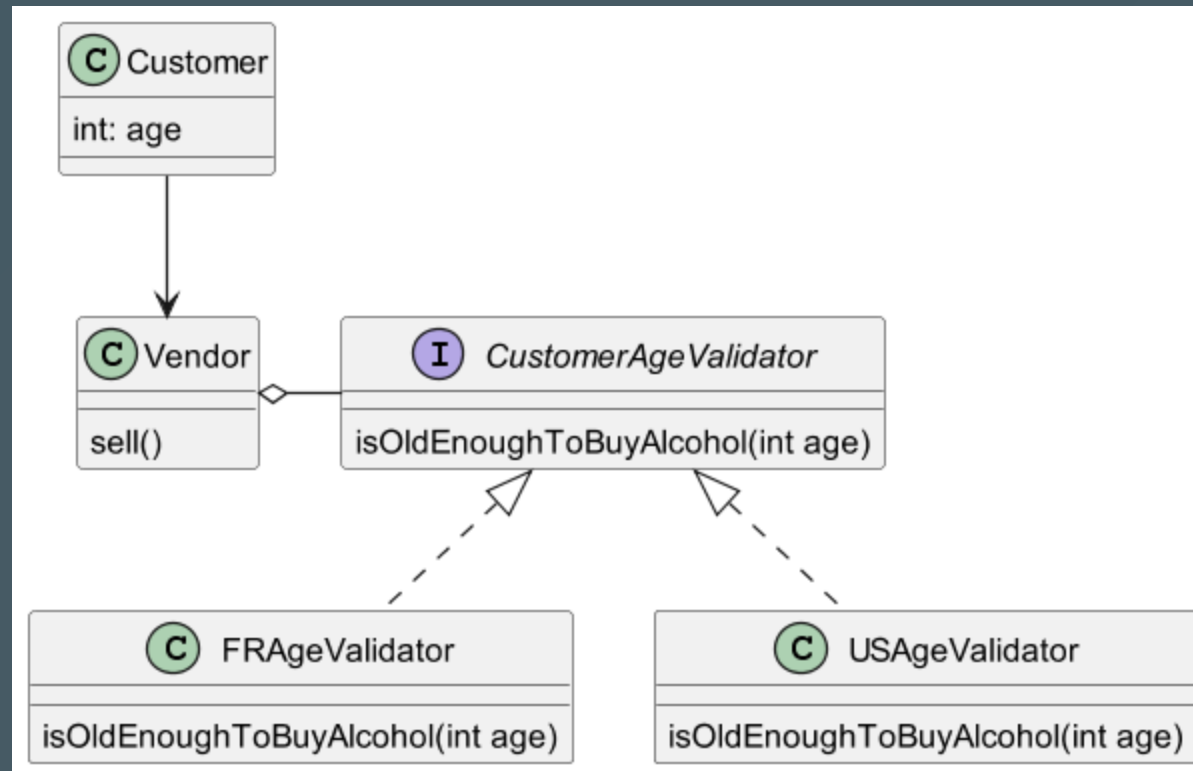 C Customer
int: age
C Vendor
sell()
I CustomerAgeValidator
isOldEnoughToBuyAlcohol(int age)
C FRAgeValidator
isOldEnoughToBuyAlcohol(int age)
C USAgeValidator
isOldEnoughToBuyAlcohol(int age)